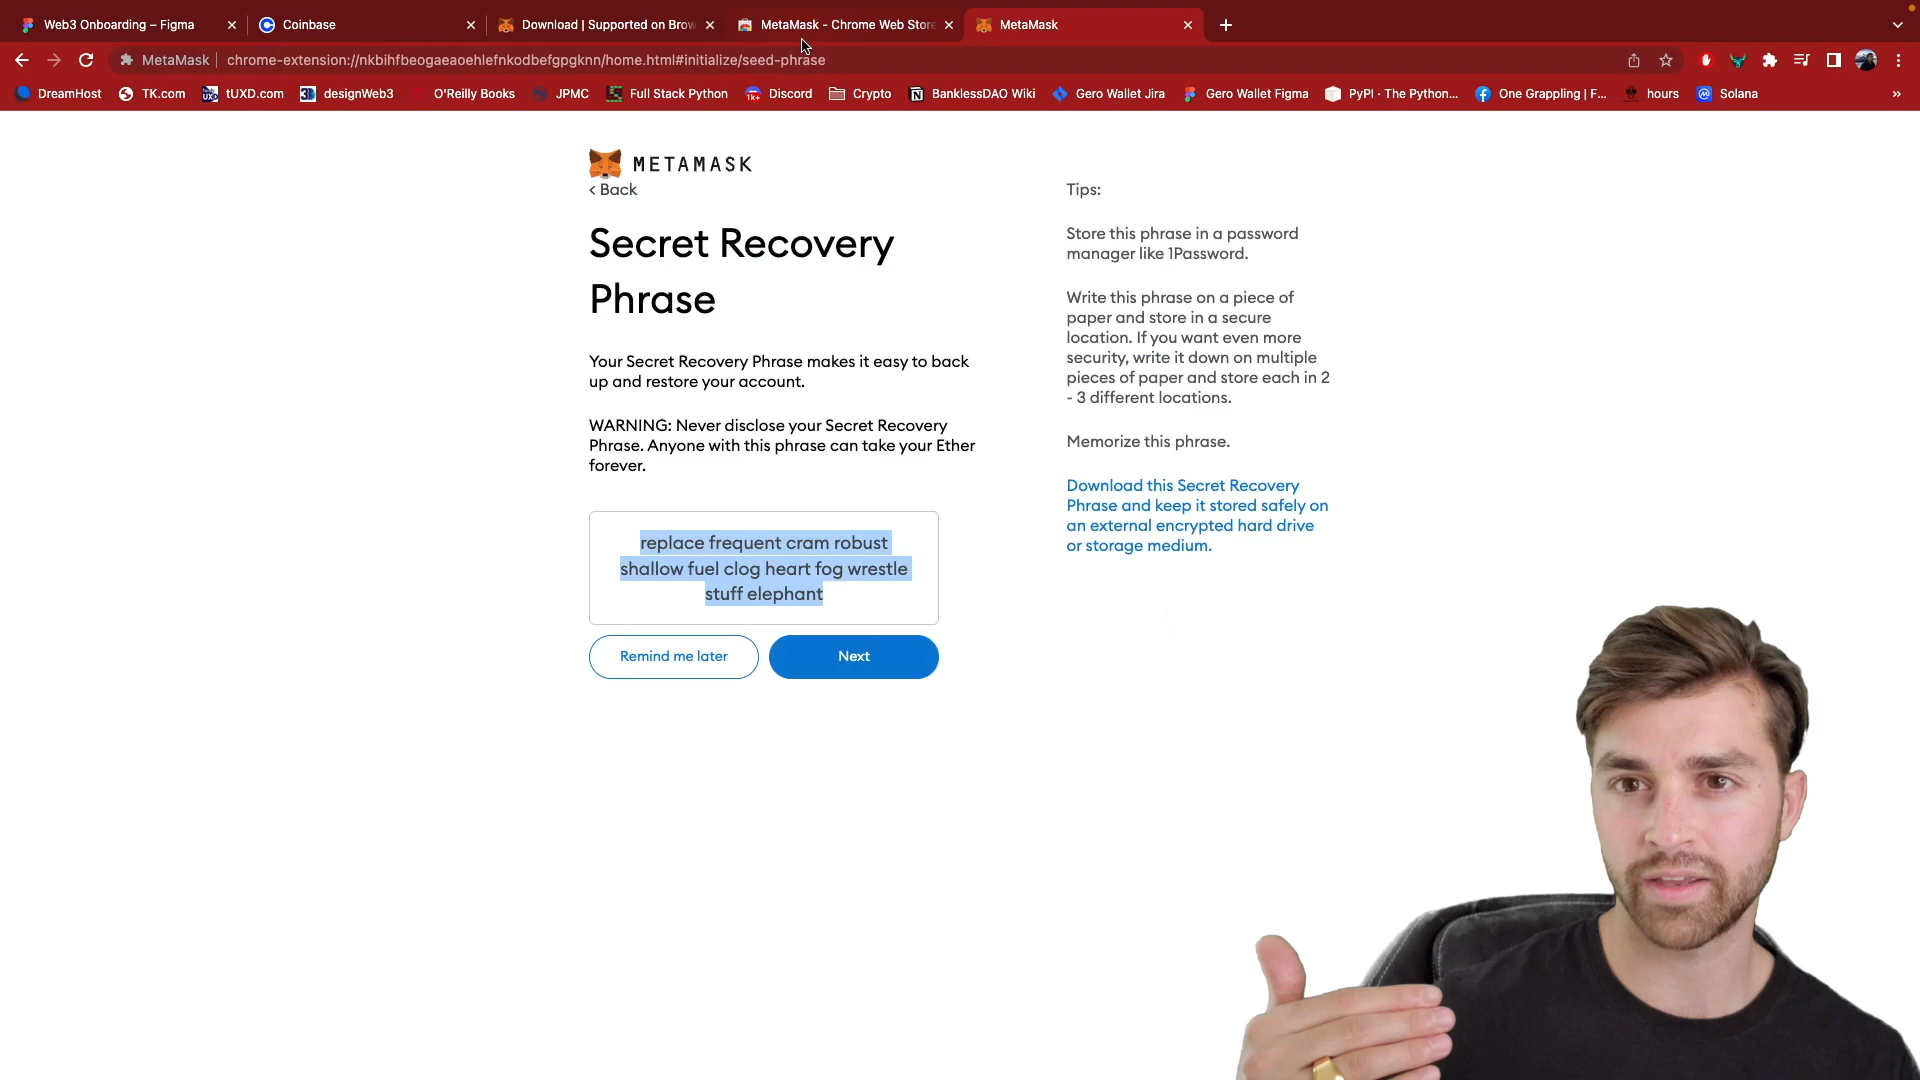 Web3 Onboarding – Figma
Coinbase
Download | Supported on Brow
MetaMask - Chrome Web Store
MetaMask
MetaMask
chrome-extension://nkbihfbeogaeaoehlefnkodbefgpgknn/home.html#initialize/seed-phrase
DreamHost
TK.com
tUXD.com
designWeb3
O'Reilly Books
JPMC
Full Stack Python
Discord
Crypto
BanklessDAO Wiki
Gero Wallet Jira
Gero Wallet Figma
PyPI · The Python...
One Grappling | F...
hours
Solana
METAMASK
< Back
Secret Recovery
Phrase
Your Secret Recovery Phrase makes it easy to back
up and restore your account.
WARNING: Never disclose your Secret Recovery
Phrase. Anyone with this phrase can take your Ether
forever.
replace frequent cram robust
shallow fuel clog heart fog wrestle
stuff elephant
Remind me later
Next
Tips:
Store this phrase in a password
manager like 1Password.
Write this phrase on a piece of
paper and store in a secure
location. If you want even more
security, write it down on multiple
pieces of paper and store each in 2
- 3 different locations.
Memorize this phrase.
Download this Secret Recovery
Phrase and keep it stored safely on
an external encrypted hard drive
or storage medium.